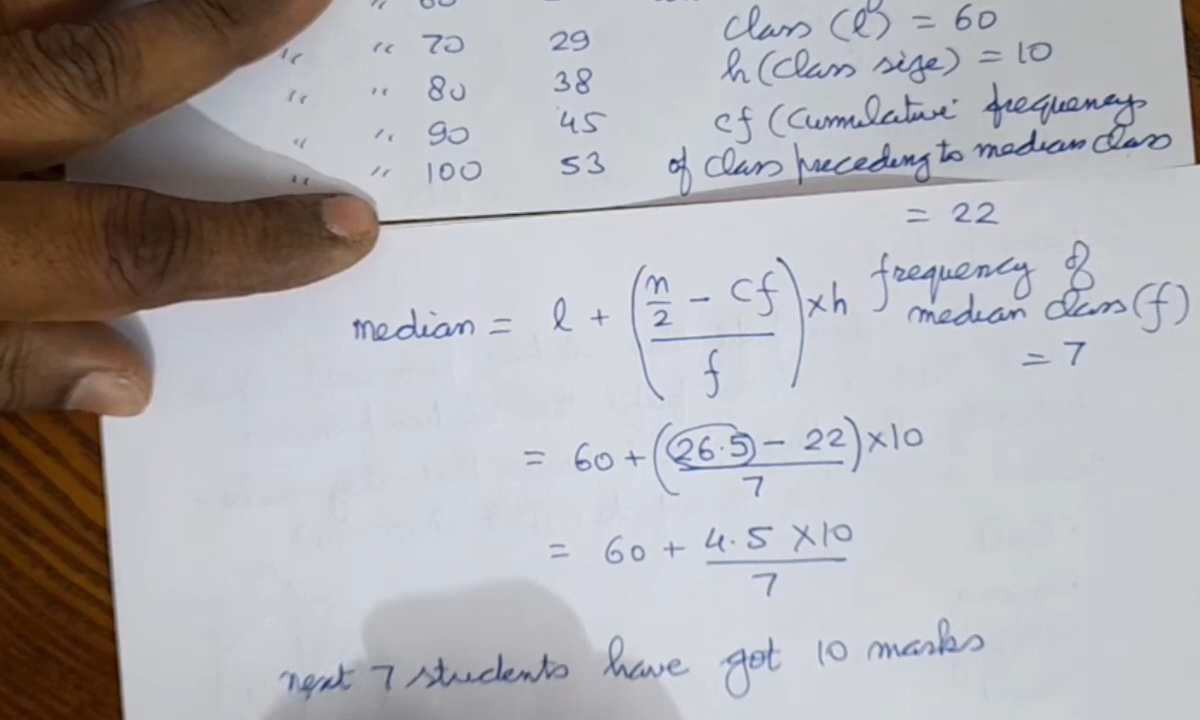 " 60
" " 70 29 class (l) = 60
" " 80 38 h (class size) = 10
" " 90 45 cf (Cumulative frequency
" " 100 53 of class preceding to median class
= 22
median = l + (n/2 - cf / f) × h frequency of
median class (f)
= 7
= 60 + (26.5 - 22 / 7) × 10
= 60 + 4.5 × 10 / 7
next 7 students have got 10 marks